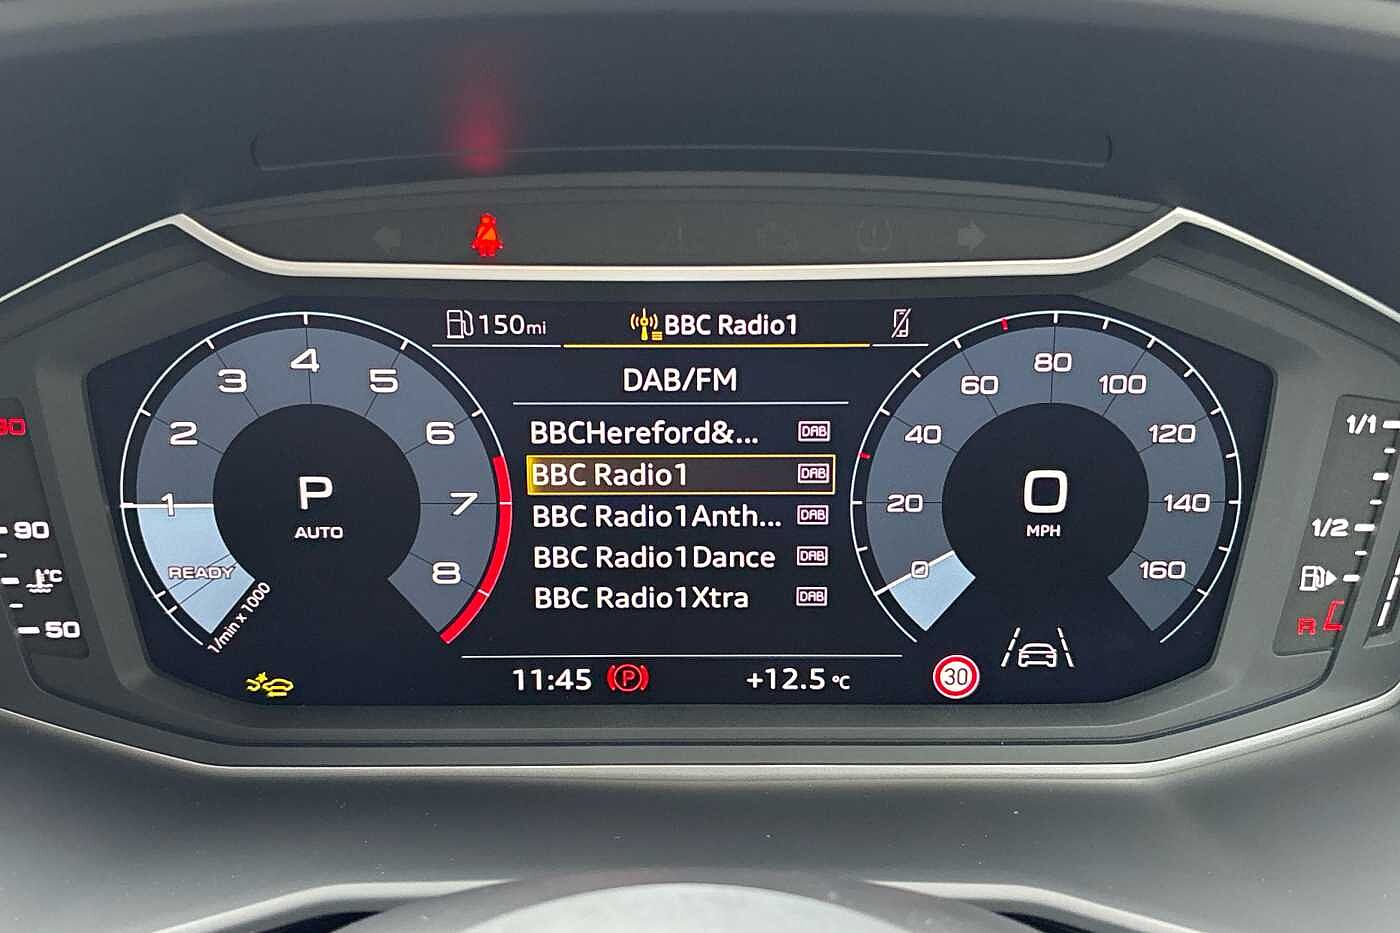 150mi
BBC Radio1
DAB/FM
BBCHereford&... DAB
BBC Radio1 DAB
BBC Radio1Anth... DAB
BBC Radio1Dance DAB
BBC Radio1Xtra DAB
11:45 P +12.5 °C
30
1 2 3 4 5 6 7 8
READY
1/min x 1000
P
AUTO
0 20 40 60 80 100 120 140 160
0
MPH
90
°C
50
1/1
1/2
R